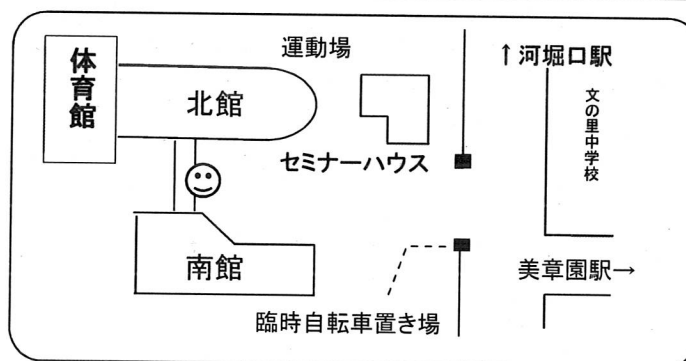 体育館
北館
運動場
↑河堀口駅
文の里中学校
セミナーハウス
南館
美章園駅→
臨時自転車置き場